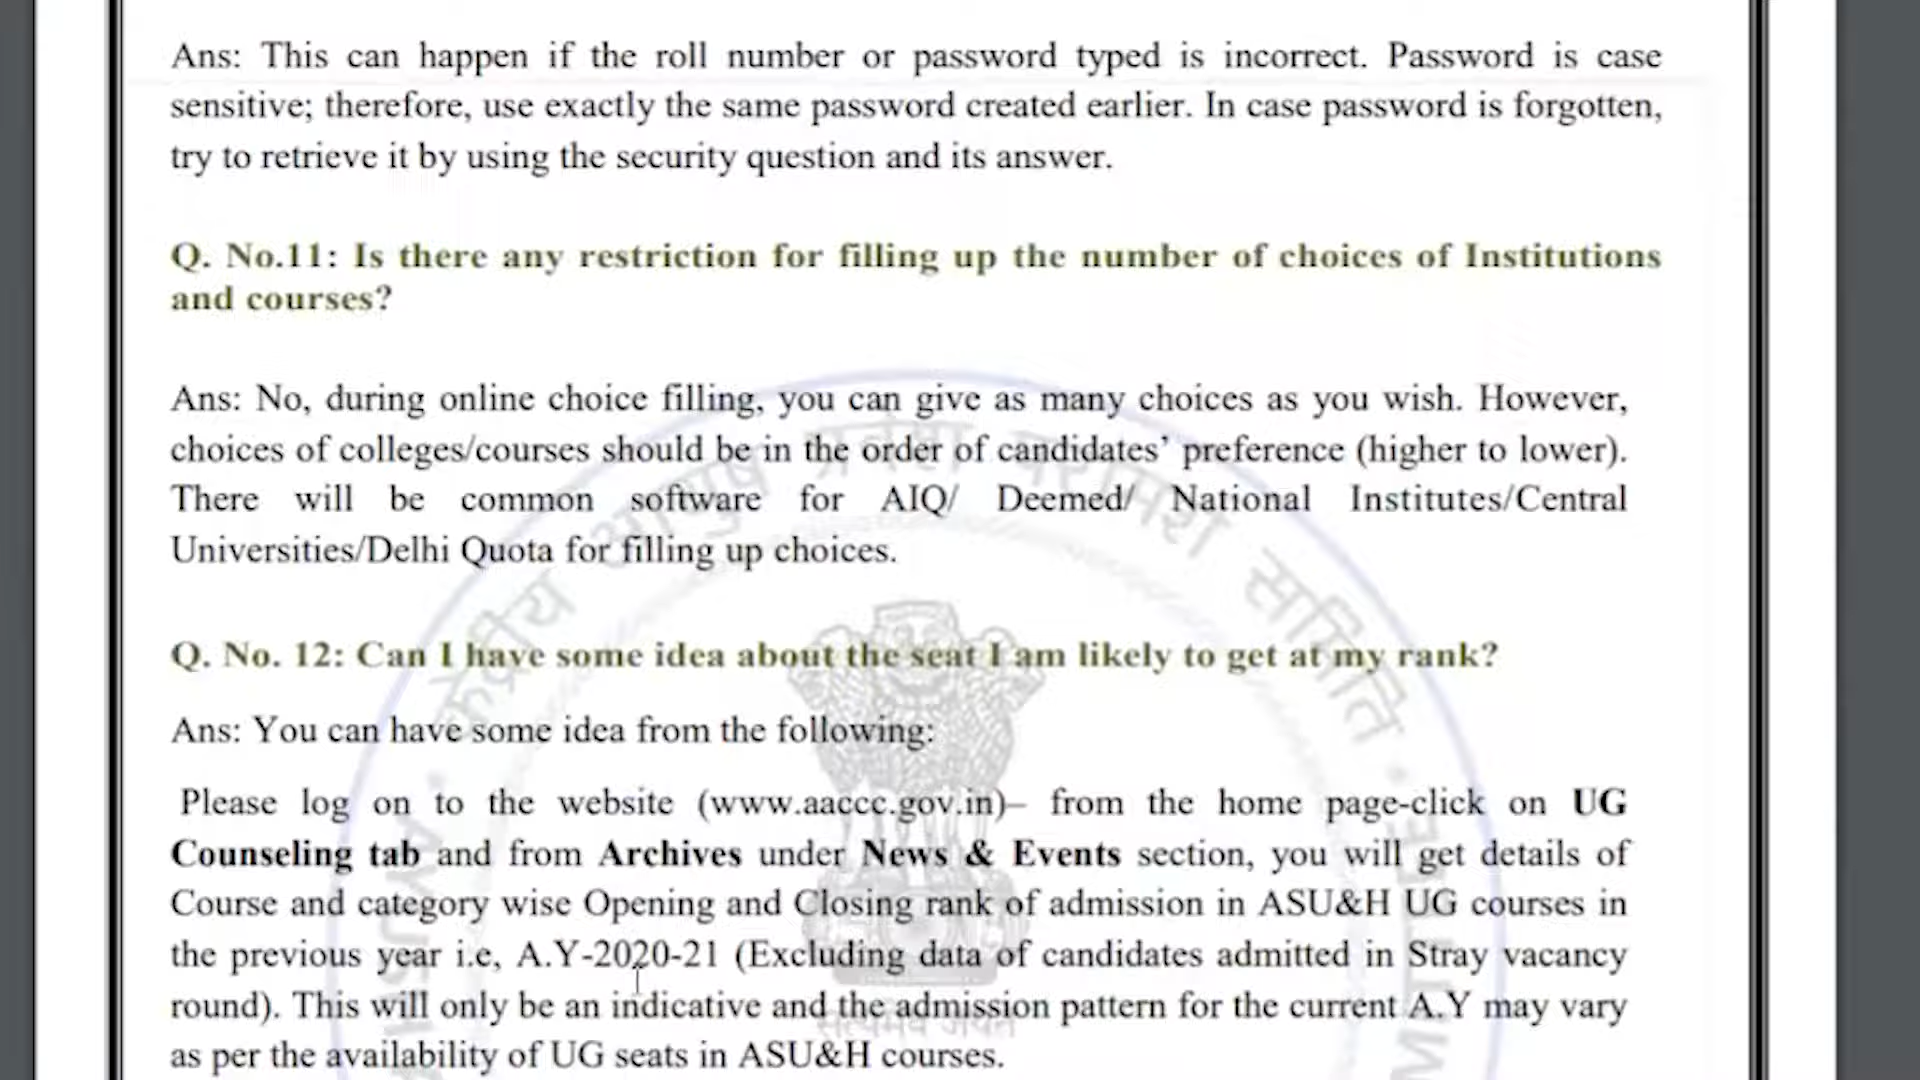 Ans: This can happen if the roll number or password typed is incorrect. Password is case
sensitive; therefore, use exactly the same password created earlier. In case password is forgotten,
try to retrieve it by using the security question and its answer.
Q. No.11: Is there any restriction for filling up the number of choices of Institutions
and courses?
Ans: No, during online choice filling, you can give as many choices as you wish. However,
choices of colleges/courses should be in the order of candidates’ preference (higher to lower).
There will be common software for AIQ/ Deemed/ National Institutes/Central
Universities/Delhi Quota for filling up choices.
Q. No. 12: Can I have some idea about the seat I am likely to get at my rank?
Ans: You can have some idea from the following:
Please log on to the website (www.aaccc.gov.in)– from the home page-click on UG
Counseling tab and from Archives under News & Events section, you will get details of
Course and category wise Opening and Closing rank of admission in ASU&H UG courses in
the previous year i.e, A.Y-2020-21 (Excluding data of candidates admitted in Stray vacancy
round). This will only be an indicative and the admission pattern for the current A.Y may vary
as per the availability of UG seats in ASU&H courses.
केंद्रीय आयुष प्रवेश परामर्श समिति
सत्यमेव जयते